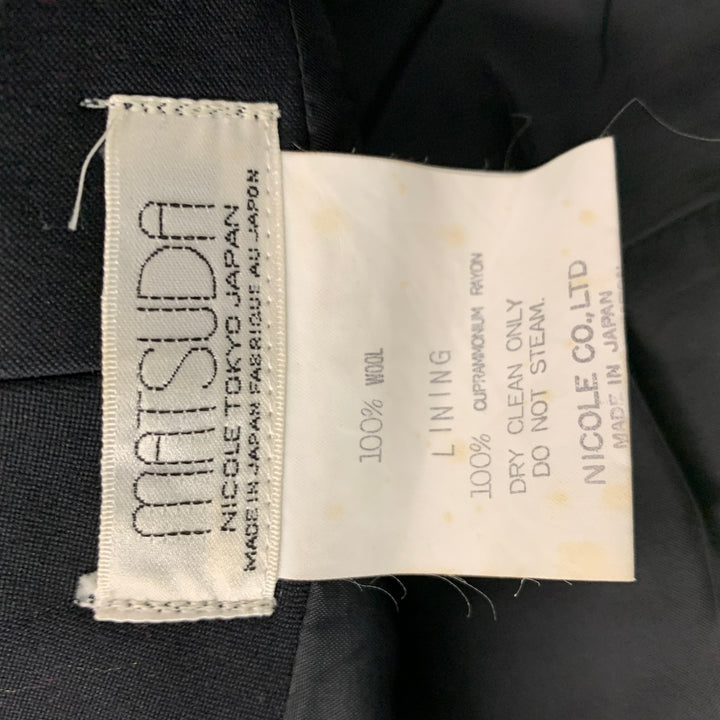 MATSUDA
NICOLE TOKYO JAPAN
MADE IN JAPAN FABRIQUE AU JAPON
100% WOOL
LINING
100% CUPRAMMONIUM RAYON
DRY CLEAN ONLY
DO NOT STEAM.
NICOLE CO., LTD
MADE IN JAPAN